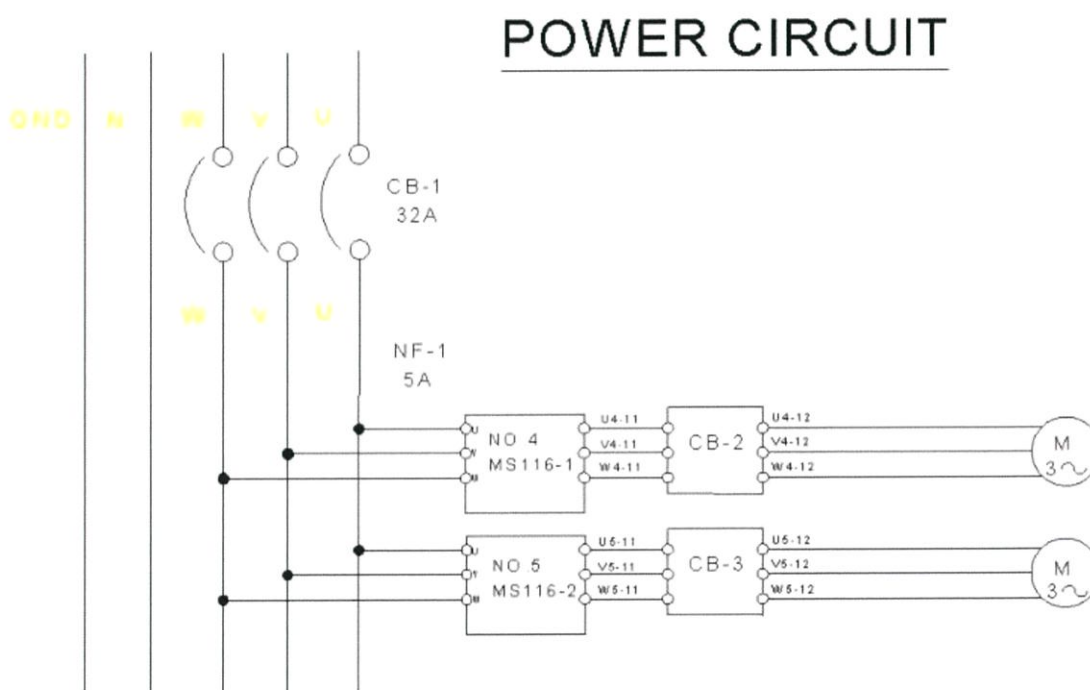 POWER CIRCUIT
GND N W V U
CB-1
32A
W V U
NF-1
5A
U NO.4 U4-11 CB-2 U4-12 M
V MS116-1 V4-11 V4-12 3~
W W4-11 W4-12
U NO.5 U5-11 CB-3 U5-12 M
V MS116-2 V5-11 V5-12 3~
W W5-11 W5-12